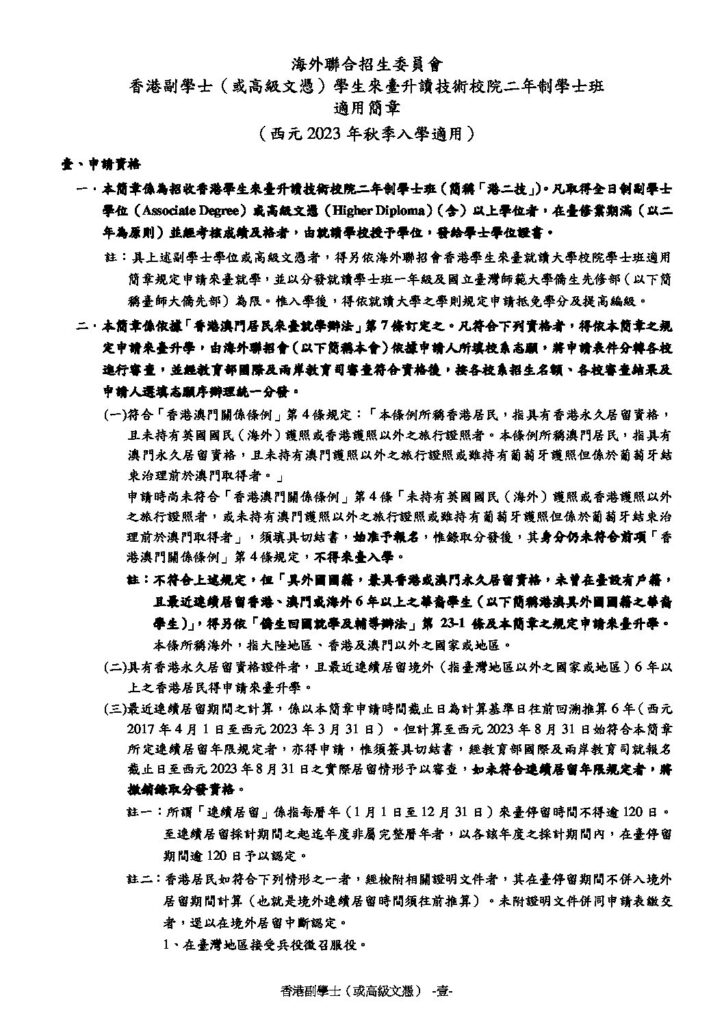 海外聯合招生委員會
香港副學士（或高級文憑）學生來臺升讀技術校院二年制學士班
適用簡章
（西元 2023 年秋季入學適用）
壹、申請資格
一．本簡章係為招收香港學生來臺升讀技術校院二年制學士班（簡稱「港二技」）。凡取得全日制副學士
學位（Associate Degree）或高級文憑（Higher Diploma）（含）以上學位者，在臺修業期滿（以二
年為原則）並經考核成績及格者，由就讀學校授予學位，發給學士學位證書。
註：具上述副學士學位或高級文憑者，得另依海外聯招會香港學生來臺就讀大學校院學士班適用
簡章規定申請來臺就學，並以分發就讀學士班一年級及國立臺灣師範大學僑生先修部（以下簡
稱臺師大僑先部）為限。惟入學後，得依就讀大學之學則規定申請抵免學分及提高編級。
二．本簡章係依據「香港澳門居民來臺就學辦法」第 7 條訂定之。凡符合下列資格者，得依本簡章之規
定申請來臺升學，由海外聯招會（以下簡稱本會）依據申請人所填校系志願，將申請表件分轉各校
進行審查，並經教育部國際及兩岸教育司審查符合資格後，按各校系招生名額、各校審查結果及
申請人選填志願序辦理統一分發。
(一)符合「香港澳門關係條例」第 4 條規定：「本條例所稱香港居民，指具有香港永久居留資格，
且未持有英國國民（海外）護照或香港護照以外之旅行證照者。本條例所稱澳門居民，指具有
澳門永久居留資格，且未持有澳門護照以外之旅行證照或雖持有葡萄牙護照但係於葡萄牙結
束治理前於澳門取得者。」
申請時尚未符合「香港澳門關係條例」第 4 條「未持有英國國民（海外）護照或香港護照以外
之旅行證照者，或未持有澳門護照以外之旅行證照或雖持有葡萄牙護照但係於葡萄牙結束治
理前於澳門取得者」，須填具切結書，始准予報名，惟錄取分發後，其身分仍未符合前項「香
港澳門關係條例」第 4 條規定，不得來臺入學。
註：不符合上述規定，但「具外國國籍，兼具香港或澳門永久居留資格，未曾在臺設有戶籍，
且最近連續居留香港、澳門或海外 6 年以上之華裔學生（以下簡稱港澳具外國國籍之華裔
學生）」，得另依「僑生回國就學及輔導辦法」第 23-1 條及本簡章之規定申請來臺升學。
本條所稱海外，指大陸地區、香港及澳門以外之國家或地區。
(二)具有香港永久居留資格證件者，且最近連續居留境外（指臺灣地區以外之國家或地區）6 年以
上之香港居民得申請來臺升學。
(三)最近連續居留期間之計算，係以本簡章申請時間截止日為計算基準日往前回溯推算 6 年（西元
2017 年 4 月 1 日至西元 2023 年 3 月 31 日）。但計算至西元 2023 年 8 月 31 日始符合本簡章
所定連續居留年限規定者，亦得申請，惟須簽具切結書，經教育部國際及兩岸教育司就報名
截止日至西元 2023 年 8 月 31 日之實際居留情形予以審查，如未符合連續居留年限規定者，將
撤銷錄取分發資格。
註一：所謂「連續居留」係指每曆年（1 月 1 日至 12 月 31 日）來臺停留時間不得逾 120 日。
至連續居留採計期間之起迄年度非屬完整曆年者，以各該年度之採計期間內，在臺停留
期間逾 120 日予以認定。
註二：香港居民如符合下列情形之一者，經檢附相關證明文件者，其在臺停留期間不併入境外
居留期間計算（也就是境外連續居留時間須往前推算）。未附證明文件併同申請表繳交
者，逕以在境外居留中斷認定。
1、在臺灣地區接受兵役徵召服役。
香港副學士（或高級文憑） -壹-